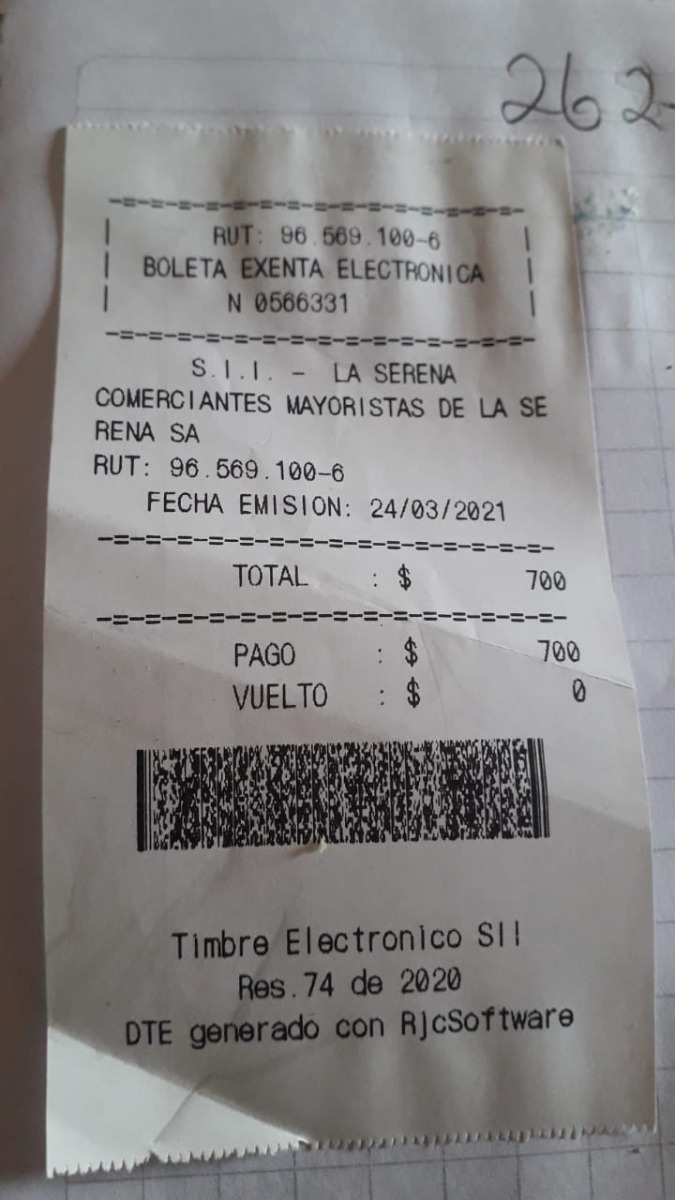 262-
-=-=-=-=-=-=-=-=-=-=-=-=-=-
| RUT: 96.569.100-6 |
| BOLETA EXENTA ELECTRONICA |
| N 0566331 |
-=-=-=-=-=-=-=-=-=-=-=-=-=-
S.I.I. - LA SERENA
COMERCIANTES MAYORISTAS DE LA SE
RENA SA
RUT: 96.569.100-6
FECHA EMISION: 24/03/2021
-=-=-=-=-=-=-=-=-=-=-=-=-=-=-
TOTAL : $ 700
-=-=-=-=-=-=-=-=-=-=-=-=-=-=-
PAGO : $ 700
VUELTO : $ 0
Timbre Electronico SII
Res.74 de 2020
DTE generado con RjcSoftware